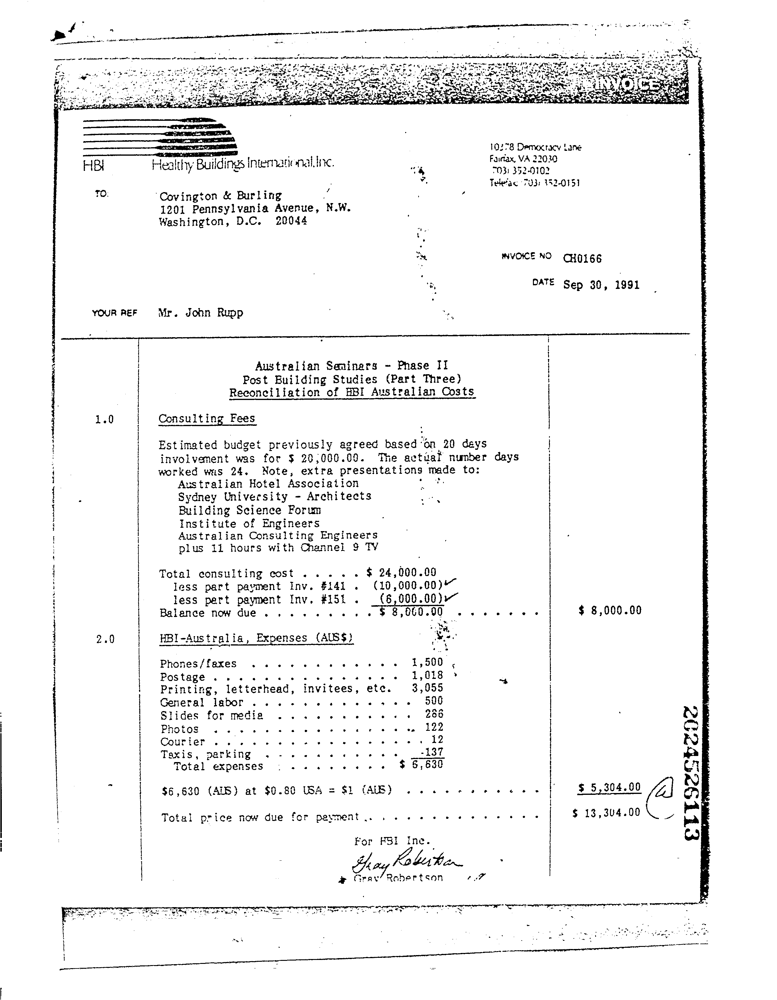 INVOICE
HBI Healthy Buildings International, Inc.
10378 Democracy Lane
Fairfax, VA 22030
(703) 352-0102
Telefax (703) 352-0151
TO. Covington & Burling
1201 Pennsylvania Avenue, N.W.
Washington, D.C. 20044
INVOICE NO CH0166
DATE Sep 30, 1991
YOUR REF Mr. John Rupp
Australian Seminars - Phase II
Post Building Studies (Part Three)
Reconciliation of HBI Australian Costs
1.0 Consulting Fees
Estimated budget previously agreed based on 20 days
involvement was for $ 20,000.00. The actual number days
worked was 24. Note, extra presentations made to:
Australian Hotel Association
Sydney University - Architects
Building Science Forum
Institute of Engineers
Australian Consulting Engineers
plus 11 hours with Channel 9 TV
Total consulting cost . . . . . $ 24,000.00
less part payment Inv. #141 . (10,000.00)✓
less part payment Inv. #151 . (6,000.00)✓
Balance now due . . . . . . . . . $ 8,000.00 . . . . . . . $ 8,000.00
2.0 HBI-Australia, Expenses (AUS$)
Phones/faxes . . . . . . . . . . . . 1,500
Postage . . . . . . . . . . . . . . . 1,018
Printing, letterhead, invitees, etc. 3,055
General labor . . . . . . . . . . . . . 500
Slides for media . . . . . . . . . . . 286
Photos . . . . . . . . . . . . . . . . 122
Courier . . . . . . . . . . . . . . . . 12
Taxis, parking . . . . . . . . . . . . 137
Total expenses . . . . . . . . $ 6,630
$6,630 (AUS) at $0.80 USA = $1 (AUS) . . . . . . . . . . . $ 5,304.00
Total price now due for payment . . . . . . . . . . . . . . $ 13,304.00
For HBI Inc.
Gray Robertson
Gray Robertson
2024526113